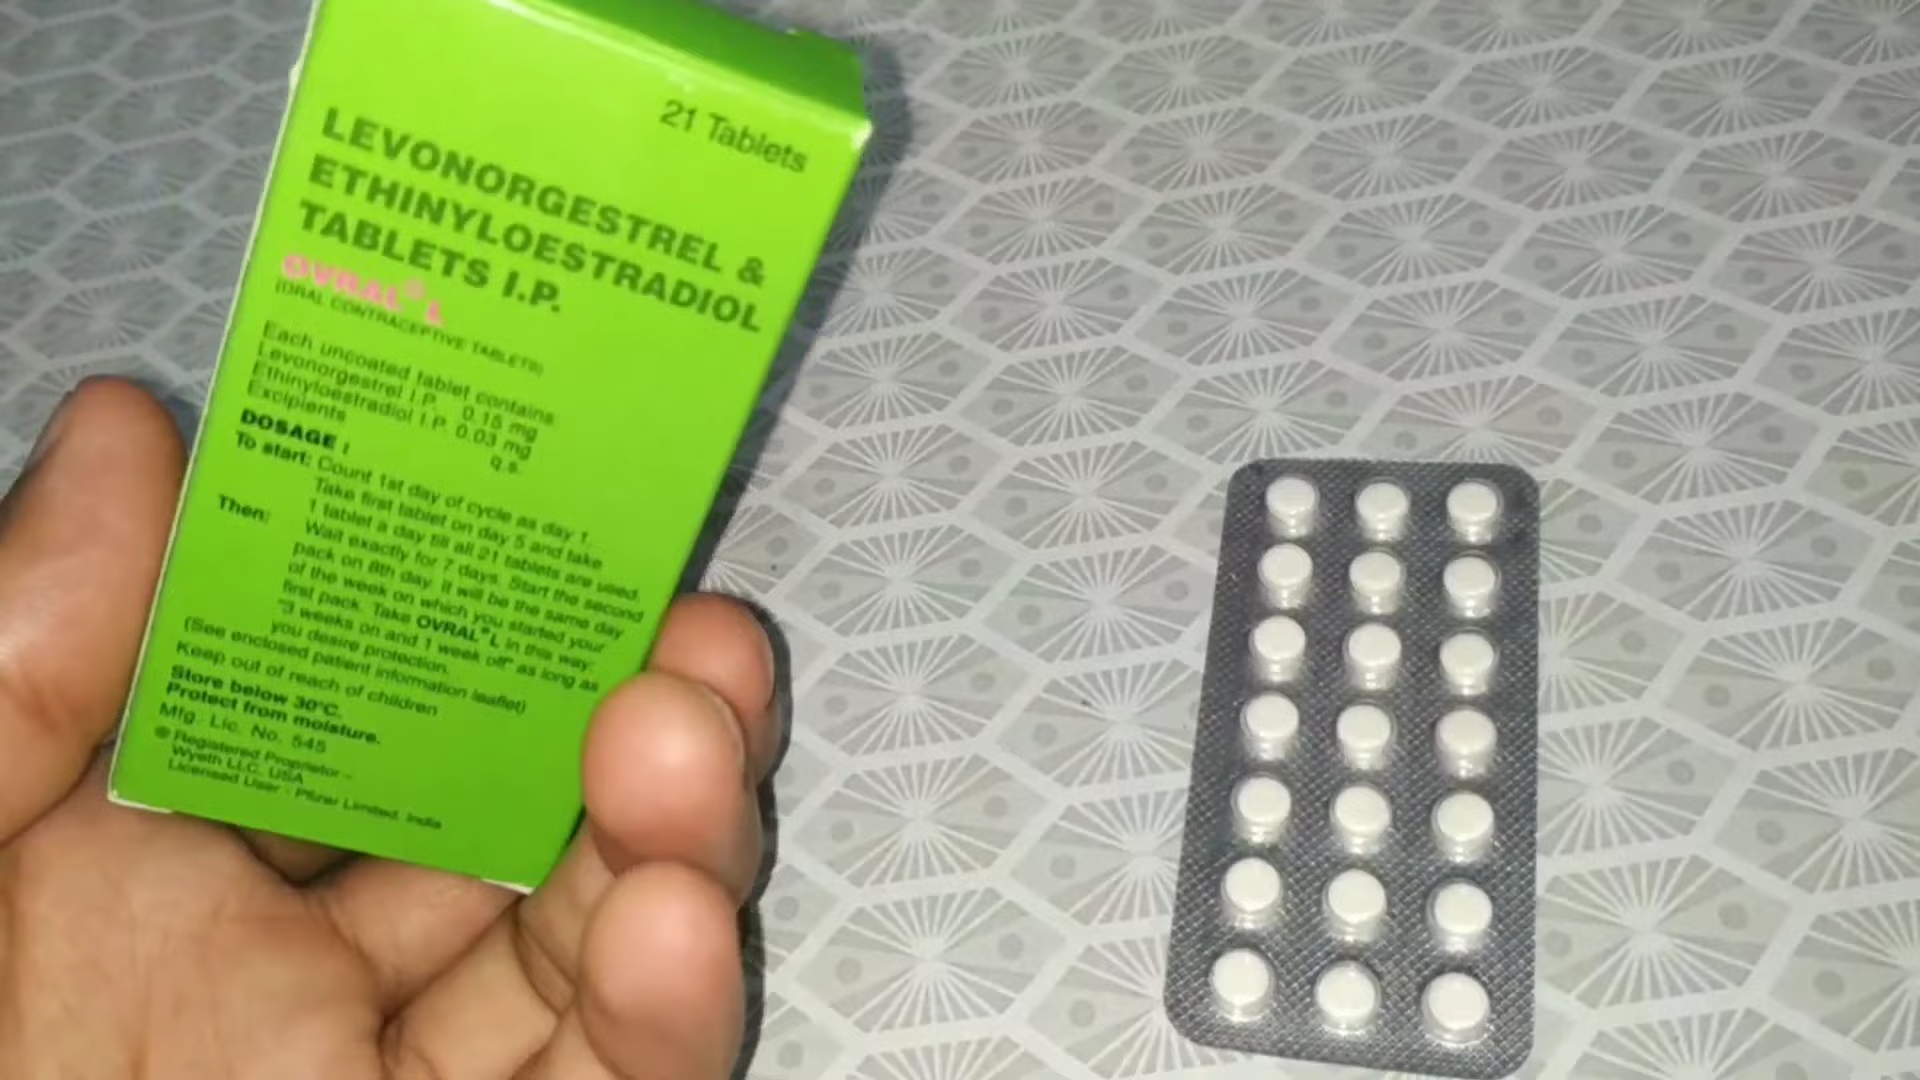 21 Tablets
LEVONORGESTREL &
ETHINYLOESTRADIOL
TABLETS I.P.
OVRAL® L
(ORAL CONTRACEPTIVE TABLETS)
Each uncoated tablet contains
Levonorgestrel I.P. 0.15 mg
Ethinyloestradiol I.P. 0.03 mg
Excipients q.s.
DOSAGE :
To start: Count 1st day of cycle as day 1.
Take first tablet on day 5 and take
1 tablet a day till all 21 tablets are used.
Then: Wait exactly for 7 days. Start the second
pack on 8th day. It will be the same day
of the week on which you started your
first pack. Take OVRAL® L in this way:
"3 weeks on and 1 week off" as long as
you desire protection.
(See enclosed patient information leaflet)
Keep out of reach of children
Store below 30°C.
Protect from moisture.
Mfg. Lic. No. 545
® Registered Proprietor –
Wyeth LLC, USA
Licensed User - Pfizer Limited, India